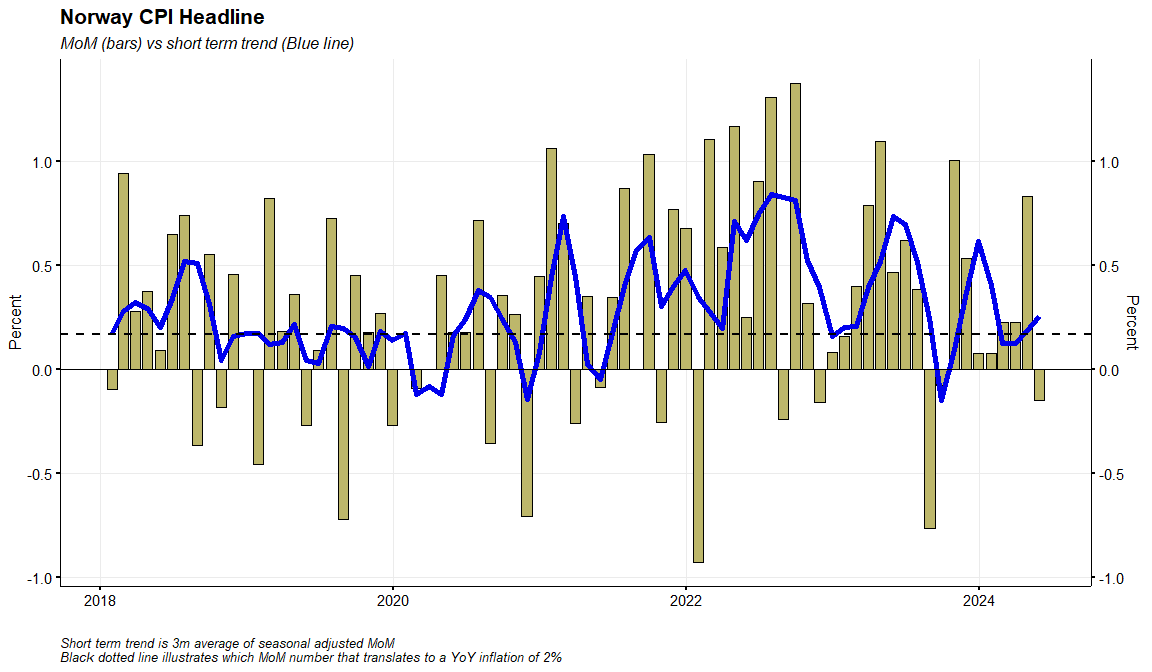 Norway CPI Headline
MoM (bars) vs short term trend (Blue line)
Percent
1.0
0.5
0.0
-0.5
-1.0
1.0
0.5
0.0
-0.5
-1.0
Percent
2018 2020 2022 2024
Short term trend is 3m average of seasonal adjusted MoM
Black dotted line illustrates which MoM number that translates to a YoY inflation of 2%